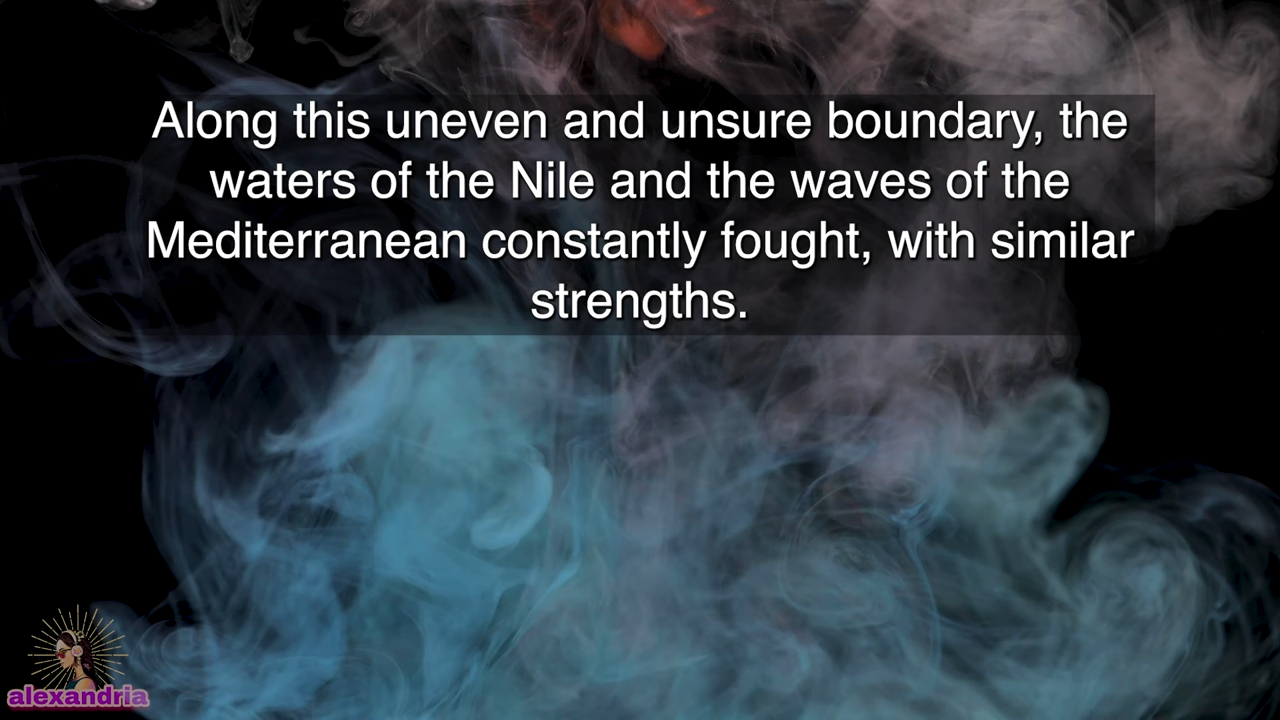 Along this uneven and unsure boundary, the
waters of the Nile and the waves of the
Mediterranean constantly fought, with similar
strengths.
alexandria